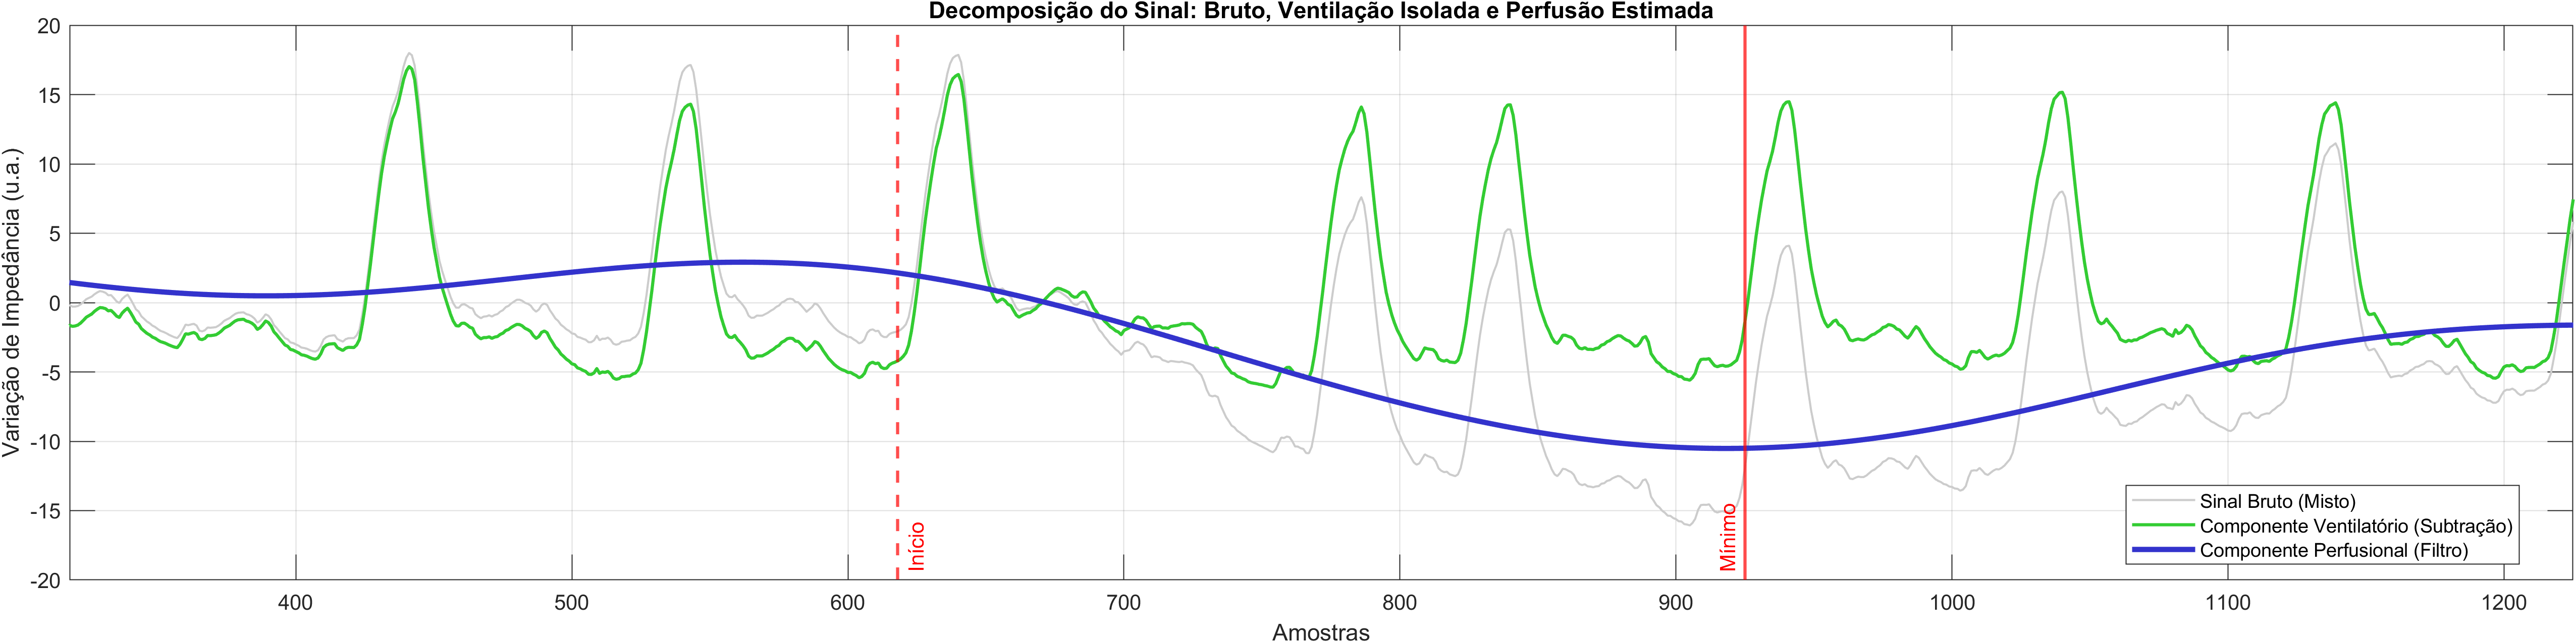 Decomposição do Sinal: Bruto, Ventilação Isolada e Perfusão Estimada
Variação de Impedância (u.a.)
20
15
10
5
0
-5
-10
-15
-20
Início
Mínimo
Sinal Bruto (Misto)
Componente Ventilatório (Subtração)
Componente Perfusional (Filtro)
400
500
600
700
800
900
1000
1100
1200
Amostras